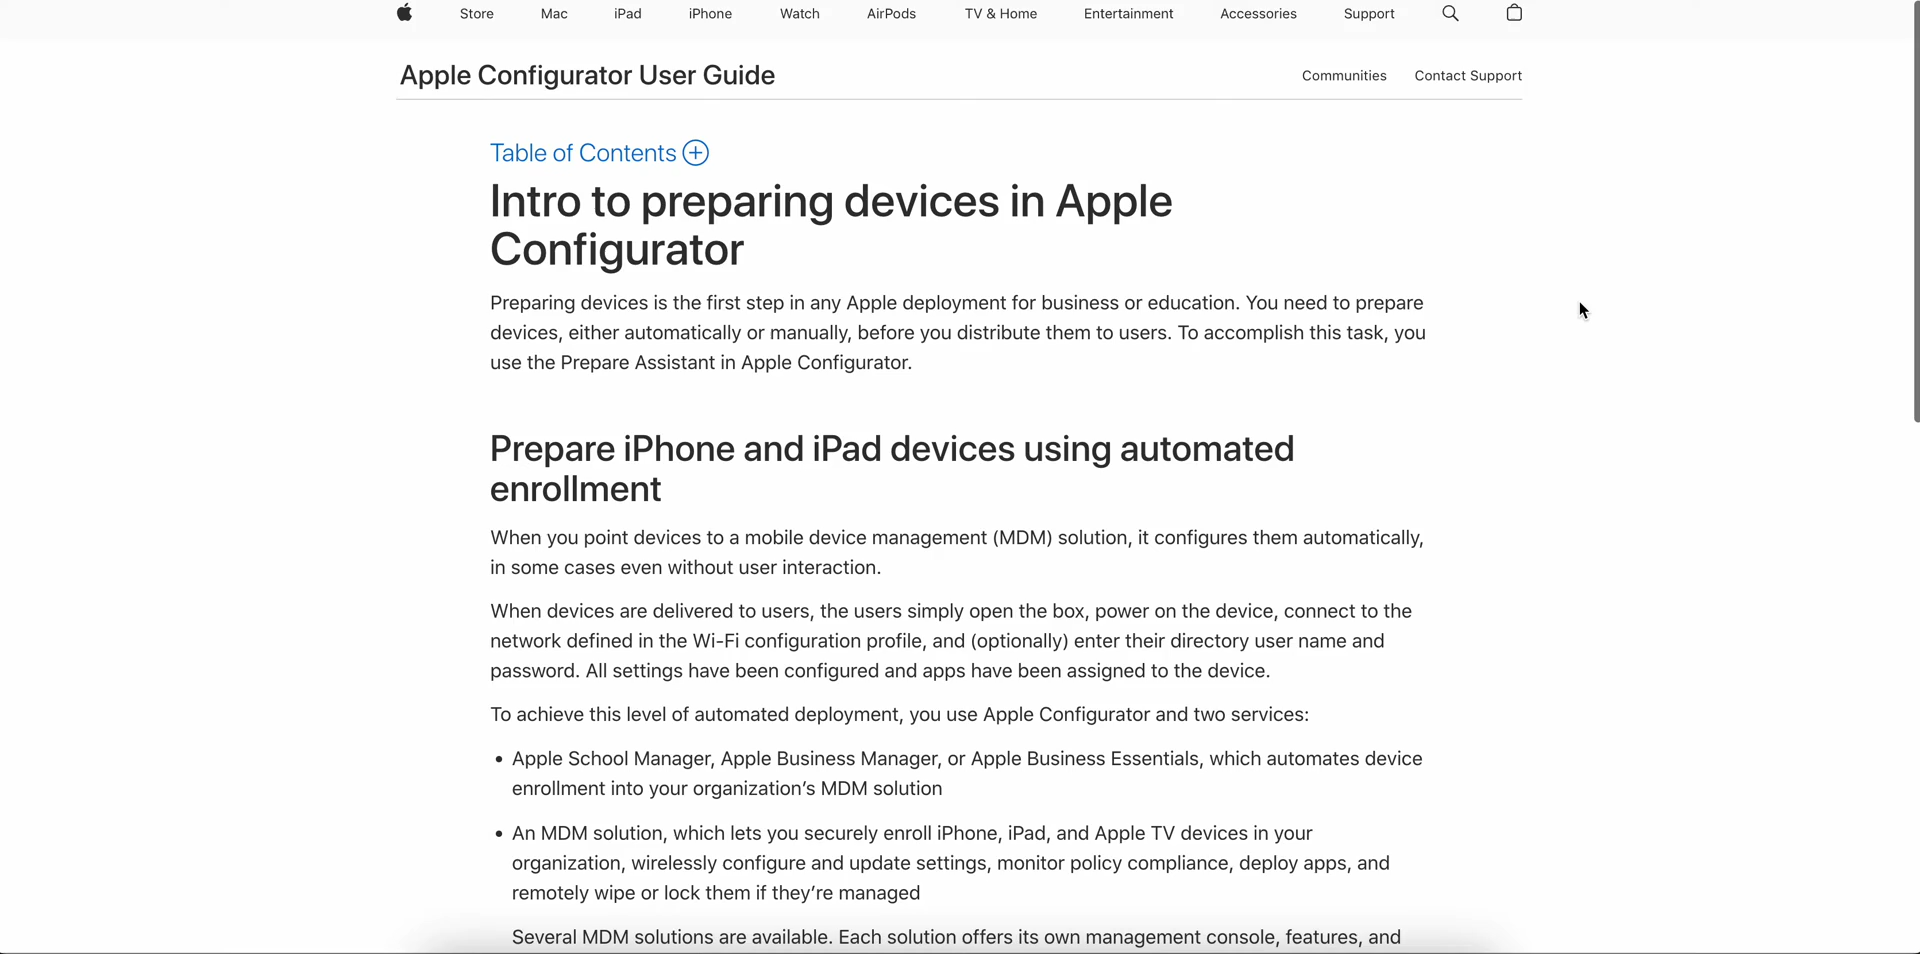 Store Mac iPad iPhone Watch AirPods TV & Home Entertainment Accessories Support
Apple Configurator User Guide
Communities Contact Support
Table of Contents
Intro to preparing devices in Apple
Configurator
Preparing devices is the first step in any Apple deployment for business or education. You need to prepare
devices, either automatically or manually, before you distribute them to users. To accomplish this task, you
use the Prepare Assistant in Apple Configurator.
Prepare iPhone and iPad devices using automated
enrollment
When you point devices to a mobile device management (MDM) solution, it configures them automatically,
in some cases even without user interaction.
When devices are delivered to users, the users simply open the box, power on the device, connect to the
network defined in the Wi-Fi configuration profile, and (optionally) enter their directory user name and
password. All settings have been configured and apps have been assigned to the device.
To achieve this level of automated deployment, you use Apple Configurator and two services:
• Apple School Manager, Apple Business Manager, or Apple Business Essentials, which automates device
enrollment into your organization’s MDM solution
• An MDM solution, which lets you securely enroll iPhone, iPad, and Apple TV devices in your
organization, wirelessly configure and update settings, monitor policy compliance, deploy apps, and
remotely wipe or lock them if they’re managed
Several MDM solutions are available. Each solution offers its own management console, features, and